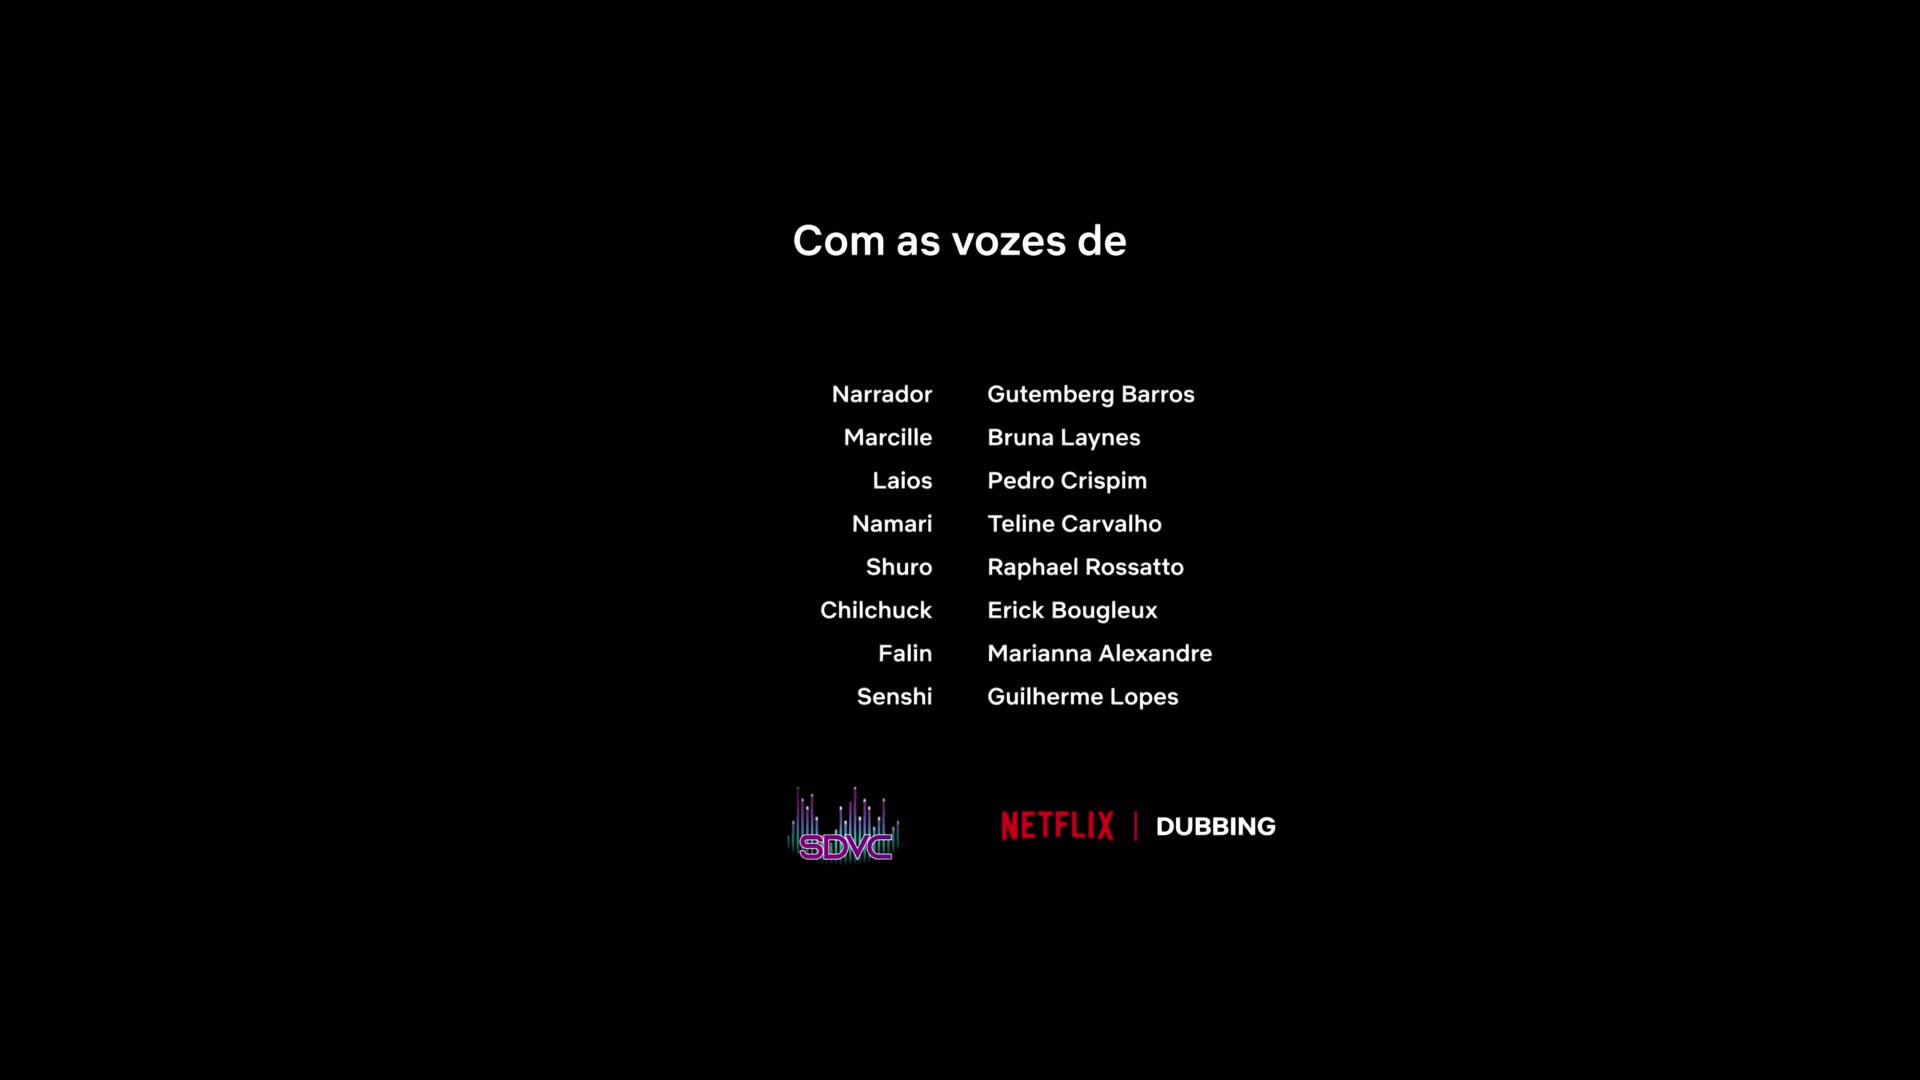 Com as vozes de
Narrador Gutemberg Barros
Marcille Bruna Laynes
Laios Pedro Crispim
Namari Teline Carvalho
Shuro Raphael Rossatto
Chilchuck Erick Bougleux
Falin Marianna Alexandre
Senshi Guilherme Lopes
SDVC NETFLIX | DUBBING